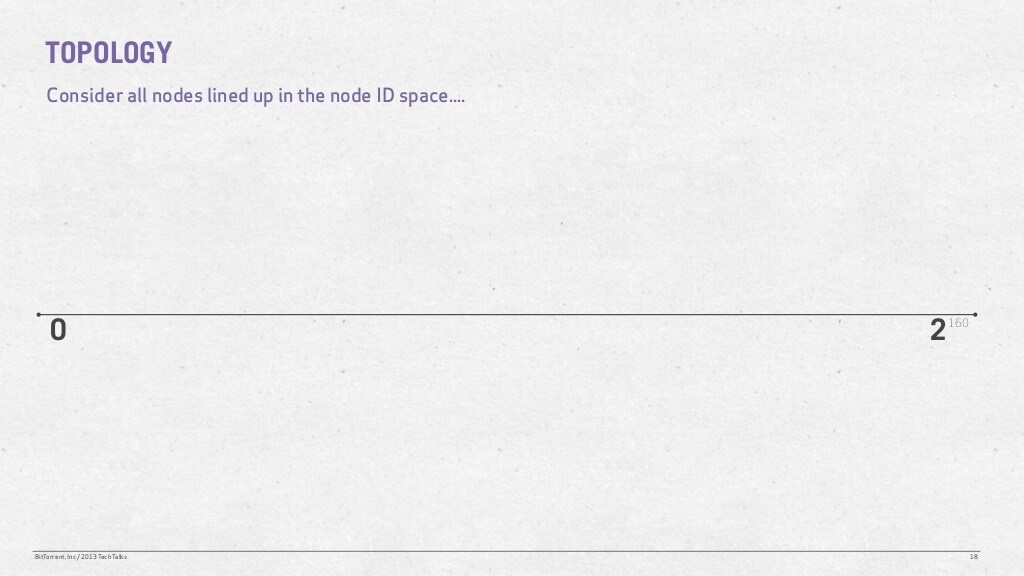 TOPOLOGY
Consider all nodes lined up in the node ID space....
0
2¹⁶⁰
BitTorrent, Inc / 2013 Tech Talks
18